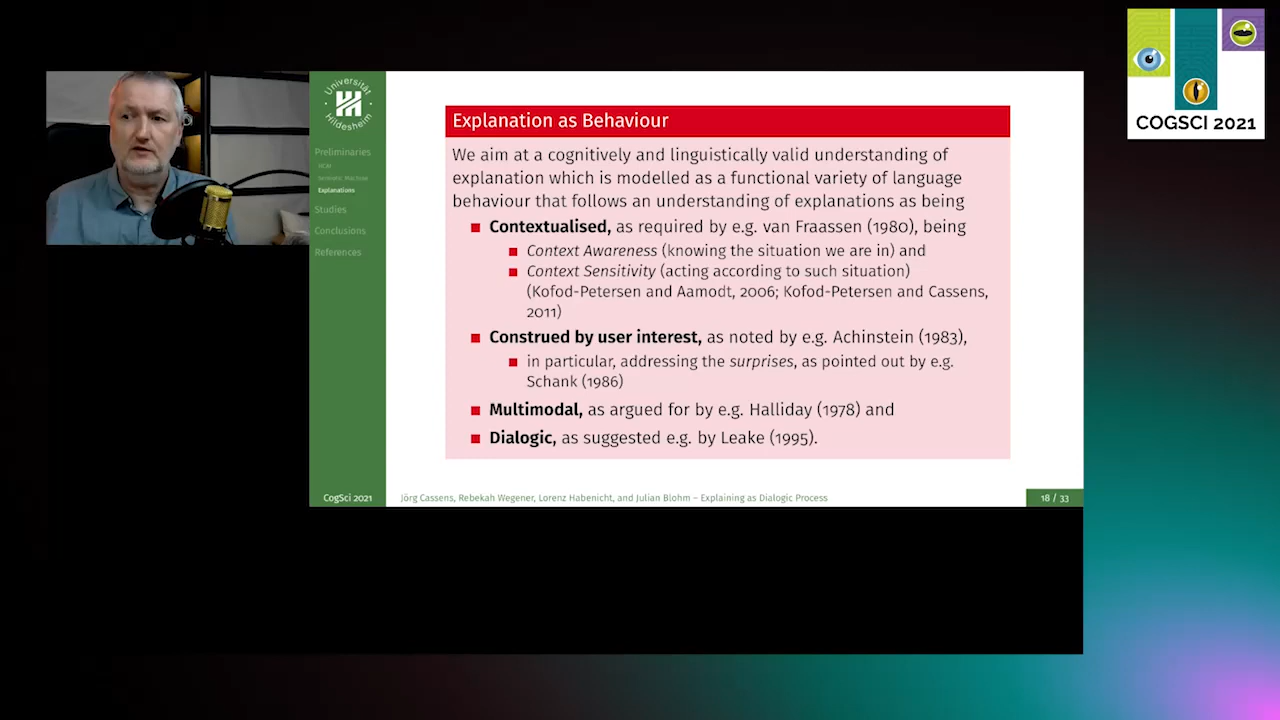 COGSCI 2021
Universität
Hildesheim
Preliminaries
HCM
Explanations
Studies
Conclusions
References
Explanation as Behaviour
We aim at a cognitively and linguistically valid understanding of
explanation which is modelled as a functional variety of language
behaviour that follows an understanding of explanations as being
Contextualised, as required by e.g. van Fraassen (1980), being
Context Awareness (knowing the situation we are in) and
Context Sensitivity (acting according to such situation)
(Kofod-Petersen and Aamodt, 2006; Kofod-Petersen and Cassens,
2011)
Construed by user interest, as noted by e.g. Achinstein (1983),
in particular, addressing the surprises, as pointed out by e.g.
Schank (1986)
Multimodal, as argued for by e.g. Halliday (1978) and
Dialogic, as suggested e.g. by Leake (1995).
CogSci 2021
Jörg Cassens, Rebekah Wegener, Lorenz Habenicht, and Julian Blohm – Explaining as Dialogic Process
18 / 33